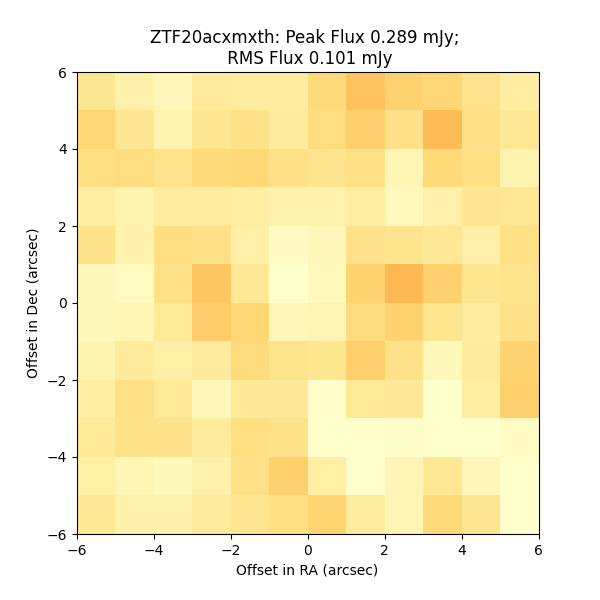 ZTF20acxmxth: Peak Flux 0.289 mJy;
RMS Flux 0.101 mJy
6
4
2
0
−2
−4
−6
Offset in Dec (arcsec)
−6 −4 −2 0 2 4 6
Offset in RA (arcsec)